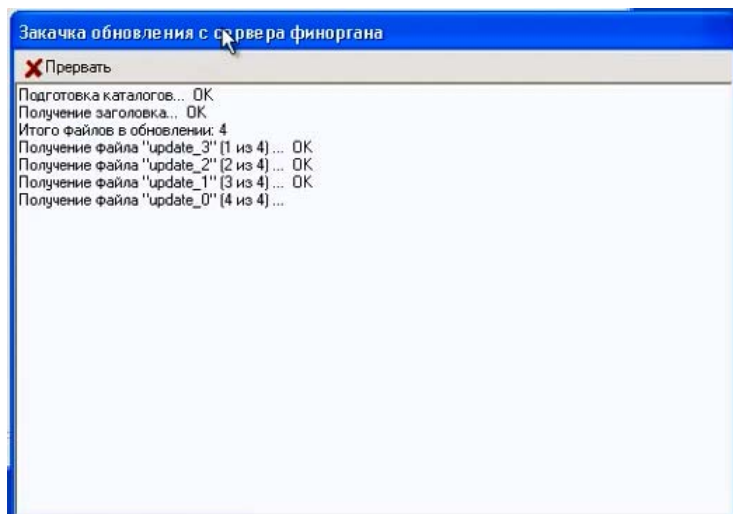 Закачка обновления с сервера финоргана
Прервать
Подготовка каталогов... OK
Получение заголовка... OK
Итого файлов в обновлении: 4
Получение файла "update_3" (1 из 4) ... OK
Получение файла "update_2" (2 из 4) ... OK
Получение файла "update_1" (3 из 4) ... OK
Получение файла "update_0" (4 из 4) ...